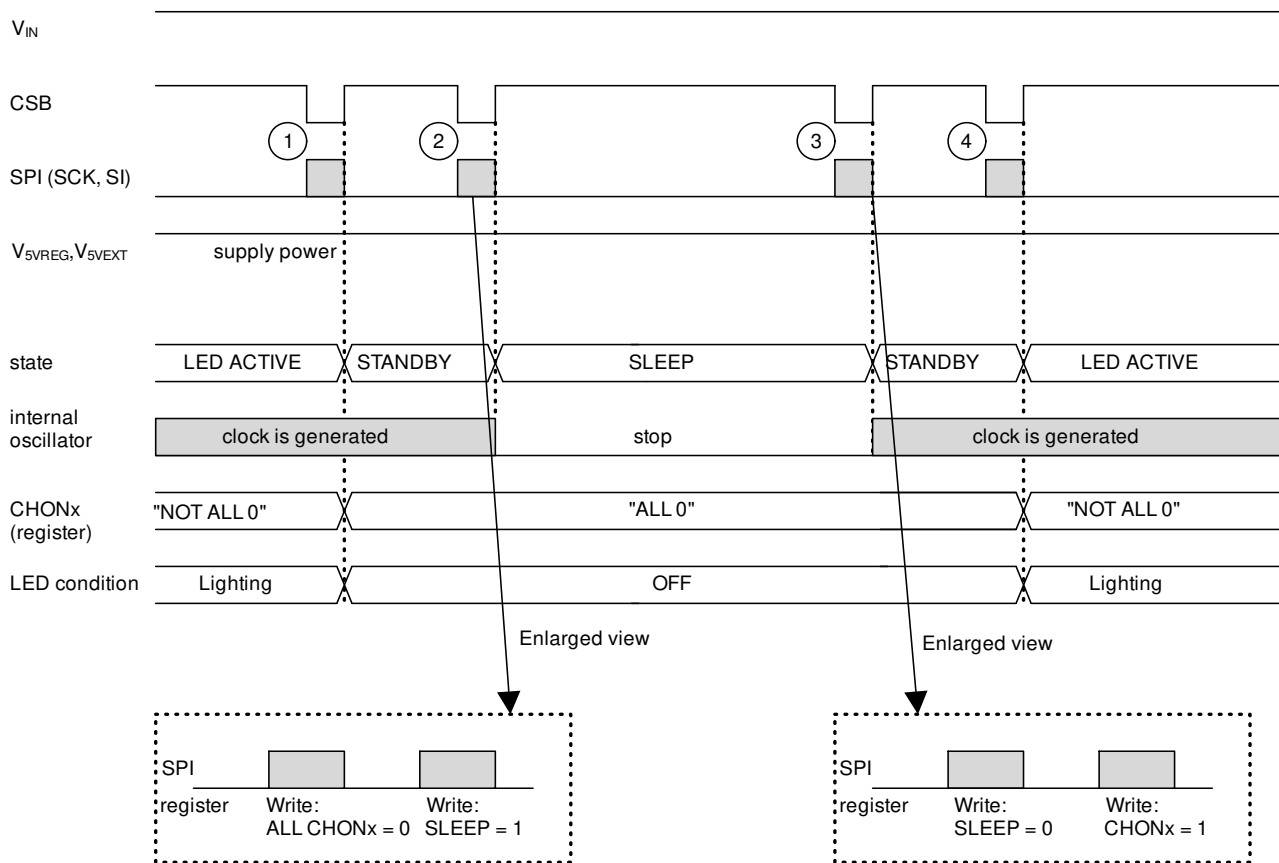 VIN
CSB
1
2
3
4
SPI (SCK, SI)
V5VREG,V5VEXT
supply power
state
LED ACTIVE
STANDBY
SLEEP
STANDBY
LED ACTIVE
internal
oscillator
clock is generated
stop
clock is generated
CHONx
(register)
"NOT ALL 0"
"ALL 0"
"NOT ALL 0"
LED condition
Lighting
OFF
Lighting
Enlarged view
Enlarged view
SPI
register
Write:
ALL CHONx = 0
Write:
SLEEP = 1
SPI
register
Write:
SLEEP = 0
Write:
CHONx = 1